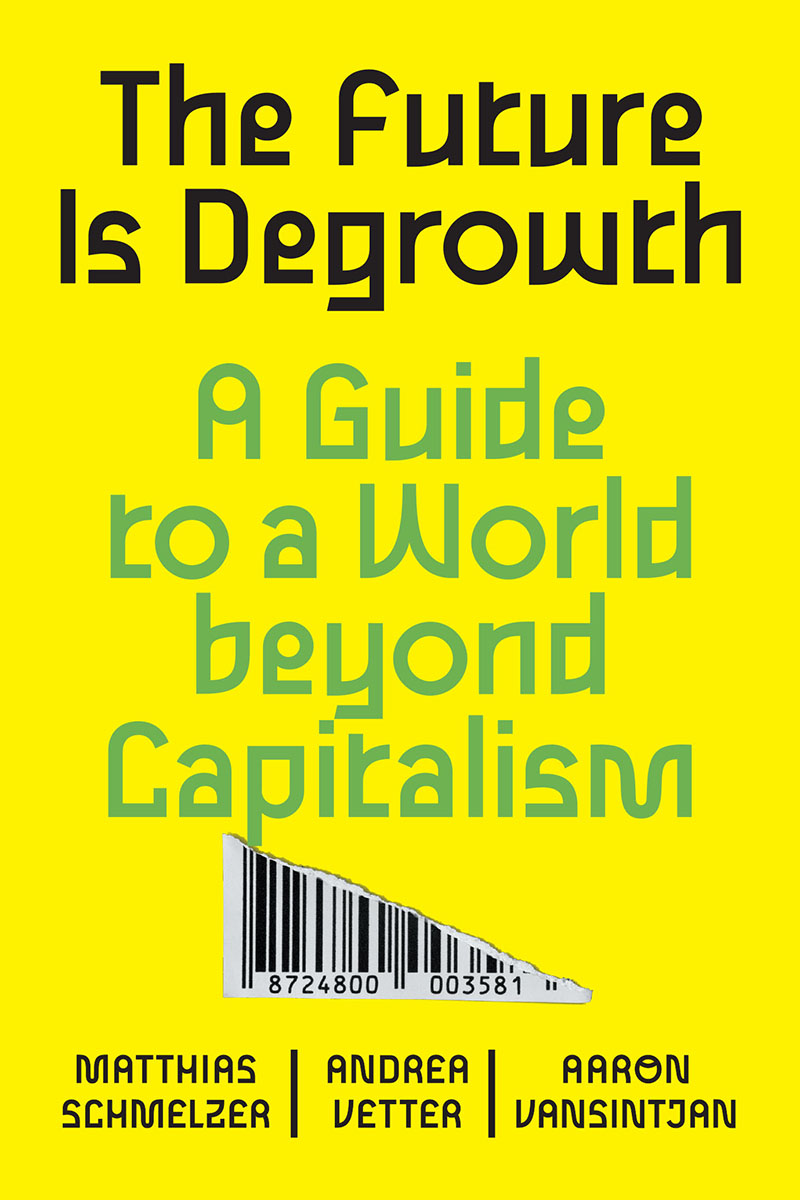 The Future
Is Degrowth
A Guide
to a World
beyond
Capitalism
8724800 003581
MATTHIAS
SCHMELZER
ANDREA
VETTER
AARON
VANSINTJAN